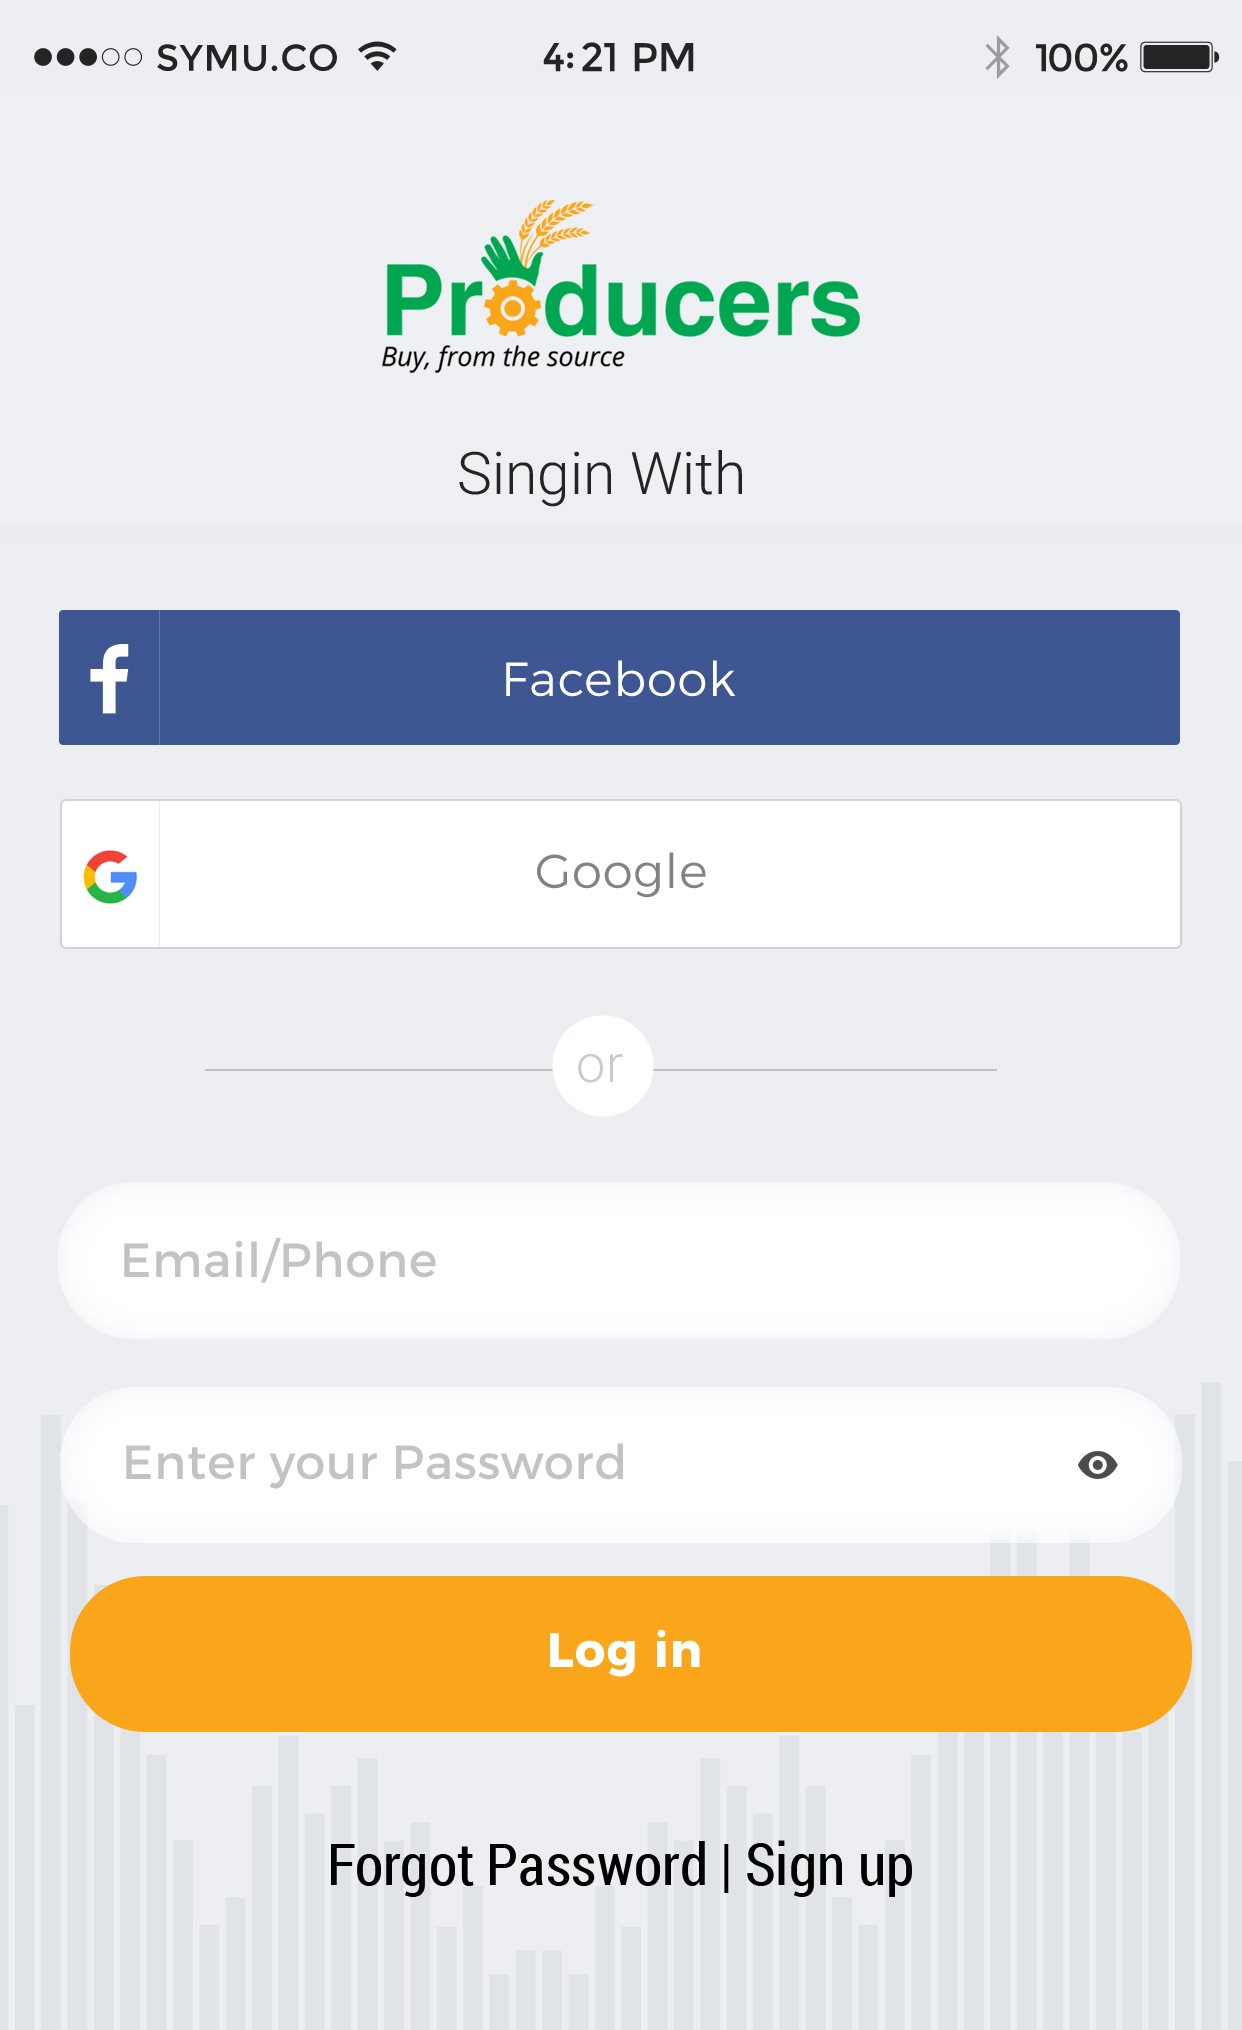 SYMU.CO 4:21 PM 100%
Producers
Buy, from the source
Singin With
Facebook
Google
or
Email/Phone
Enter your Password
Log in
Forgot Password | Sign up